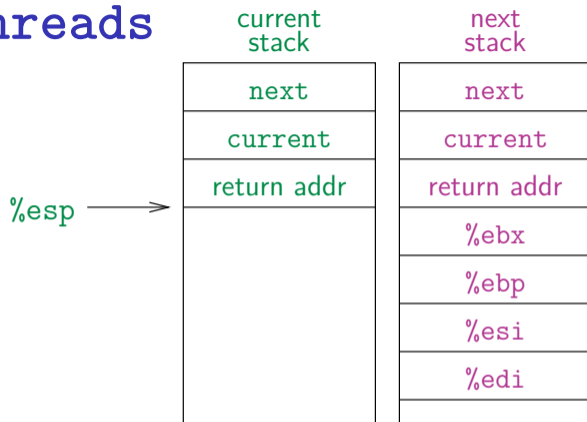 hreads
current
stack
next
stack
next
current
return addr
%esp
next
current
return addr
%ebx
%ebp
%esi
%edi